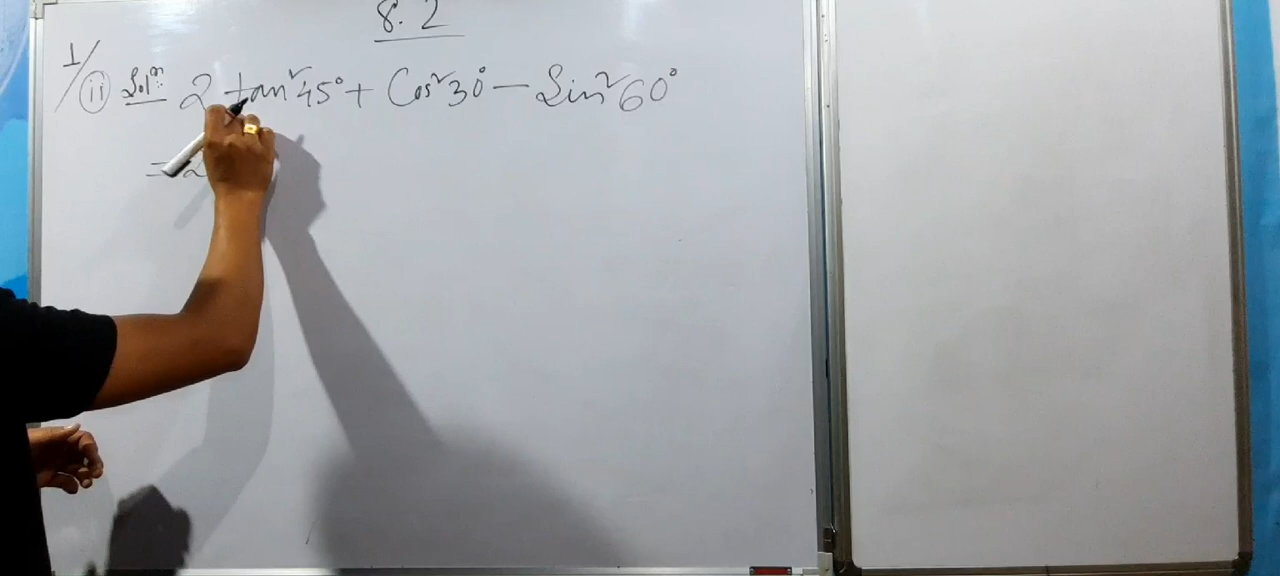 8.2
1/(ii) Solⁿ: 2 tan²45° + Cos²30° — Sin²60°
= 2